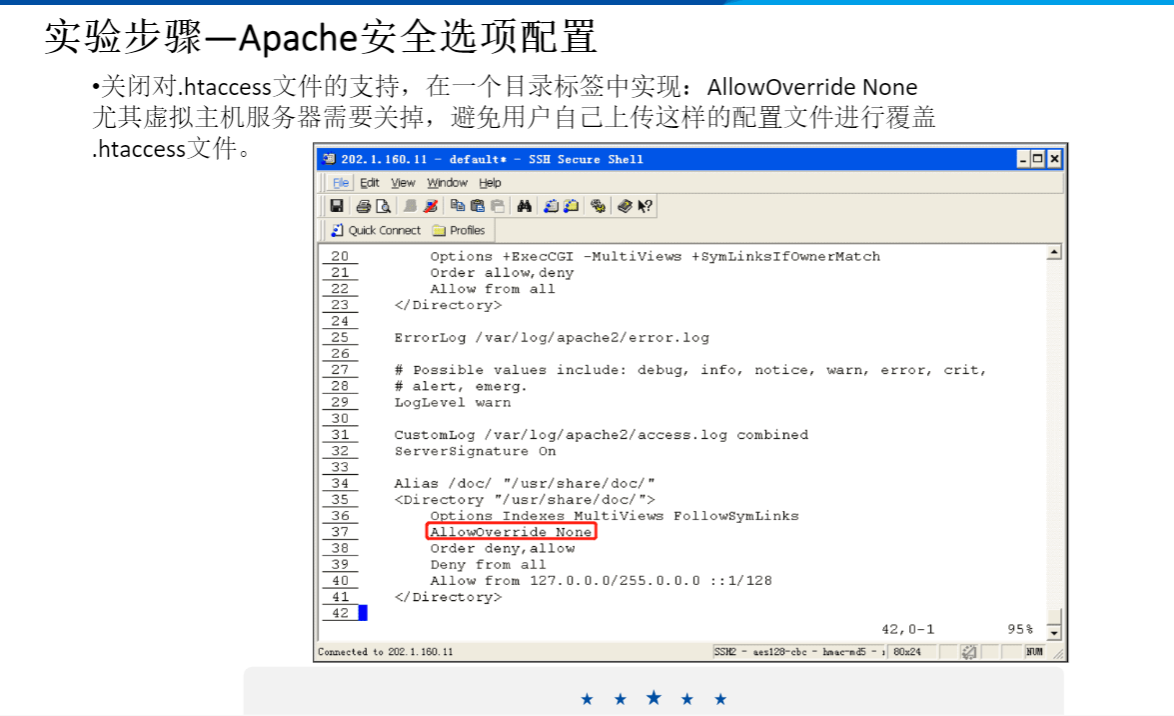 实验步骤—Apache安全选项配置
•关闭对.htaccess文件的支持，在一个目录标签中实现：AllowOverride None
尤其虚拟主机服务器需要关掉，避免用户自己上传这样的配置文件进行覆盖
.htaccess文件。
202.1.160.11 - default* - SSH Secure Shell
File Edit View Window Help
Quick Connect Profiles
20 Options +ExecCGI -MultiViews +SymLinksIfOwnerMatch
21 Order allow,deny
22 Allow from all
23 </Directory>
24
25 ErrorLog /var/log/apache2/error.log
26
27 # Possible values include: debug, info, notice, warn, error, crit,
28 # alert, emerg.
29 LogLevel warn
30
31 CustomLog /var/log/apache2/access.log combined
32 ServerSignature On
33
34 Alias /doc/ "/usr/share/doc/"
35 <Directory "/usr/share/doc/">
36 Options Indexes MultiViews FollowSymLinks
37 AllowOverride None
38 Order deny,allow
39 Deny from all
40 Allow from 127.0.0.0/255.0.0.0 ::1/128
41 </Directory>
42
42,0-1 95%
Connected to 202.1.160.11 SSH2 - aes128-cbc - hmac-md5 - 80x24 NUM